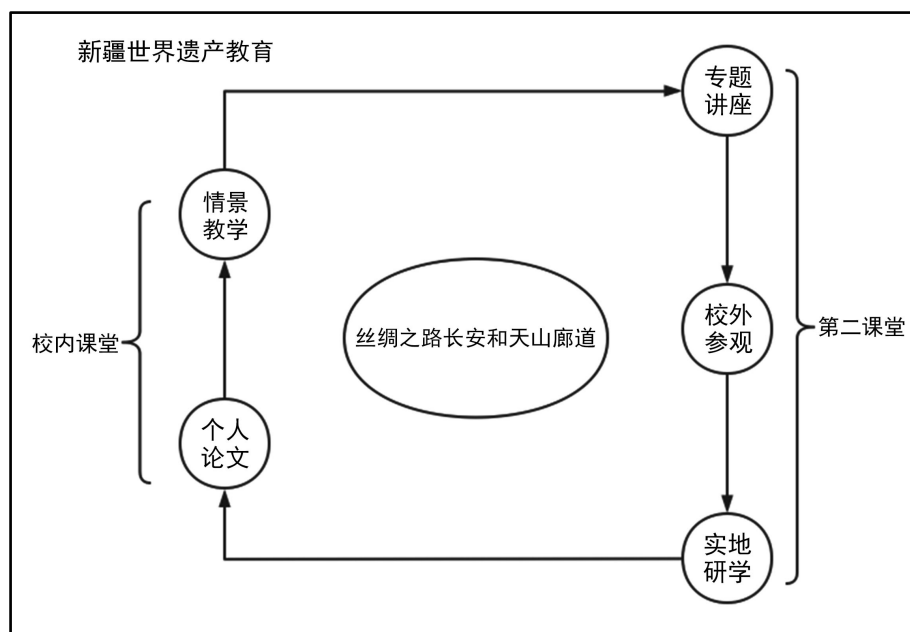 新疆世界遗产教育
专题
讲座
情景
教学
校内课堂
丝绸之路长安和天山廊道
校外
参观
第二课堂
个人
论文
实地
研学